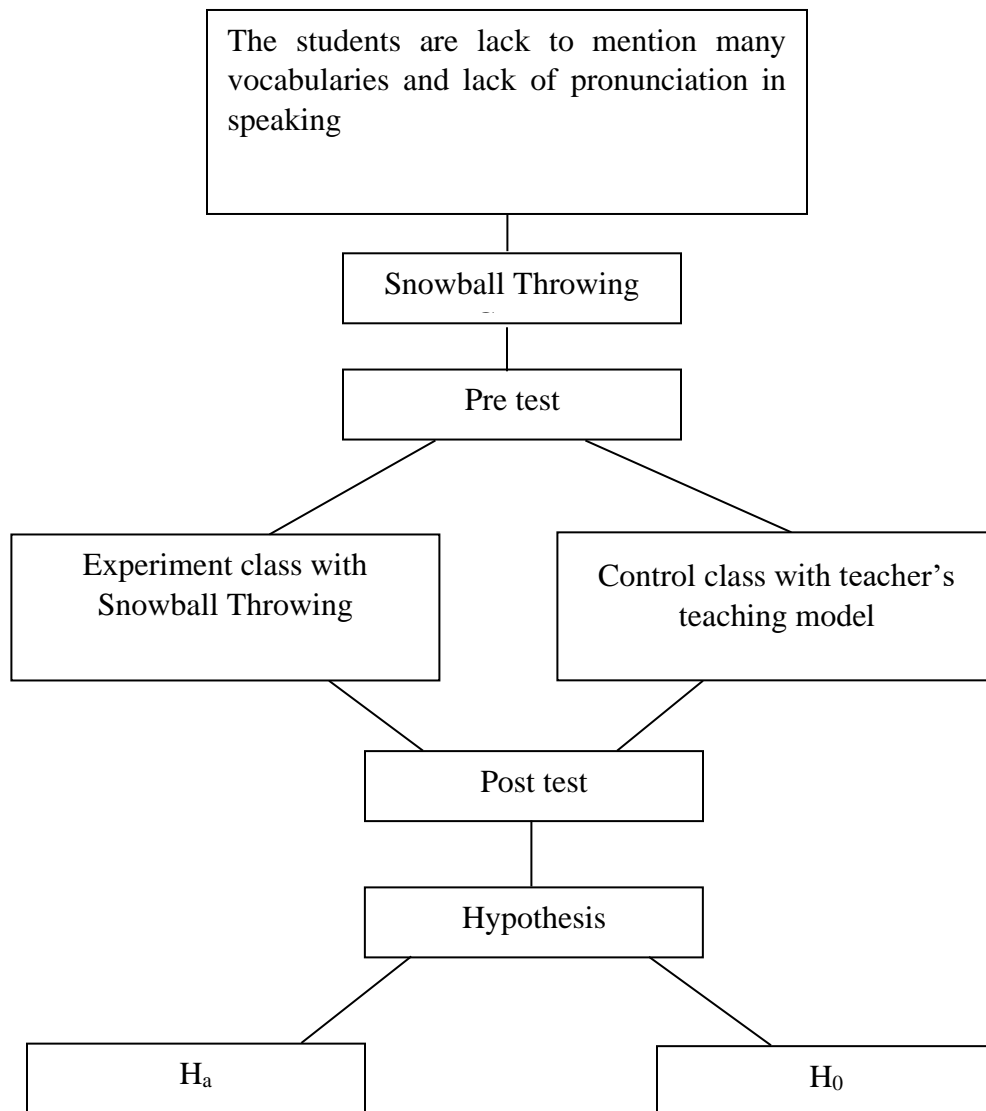 The students are lack to mention many
vocabularies and lack of pronunciation in
speaking
Snowball Throwing
Pre test
Experiment class with
Snowball Throwing
Control class with teacher’s
teaching model
Post test
Hypothesis
Hₐ
H₀